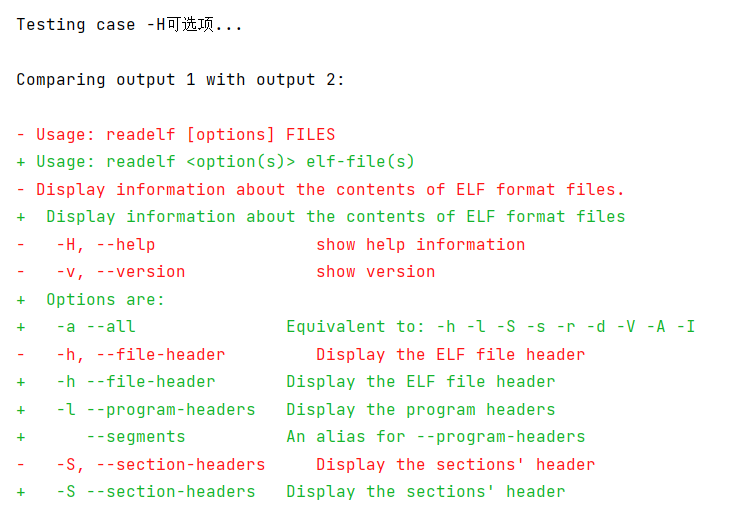 Testing case -H可选项...
Comparing output 1 with output 2:
- Usage: readelf [options] FILES
+ Usage: readelf <option(s)> elf-file(s)
- Display information about the contents of ELF format files.
+  Display information about the contents of ELF format files
-   -H, --help                show help information
-   -v, --version             show version
+  Options are:
+   -a --all               Equivalent to: -h -l -S -s -r -d -V -A -I
-   -h, --file-header         Display the ELF file header
+   -h --file-header       Display the ELF file header
+   -l --program-headers   Display the program headers
+      --segments          An alias for --program-headers
-   -S, --section-headers     Display the sections' header
+   -S --section-headers   Display the sections' header